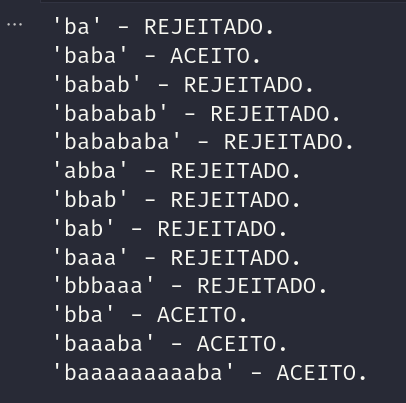 ...
'ba' - REJEITADO.
'baba' - ACEITO.
'babab' - REJEITADO.
'bababab' - REJEITADO.
'babababa' - REJEITADO.
'abba' - REJEITADO.
'bbab' - REJEITADO.
'bab' - REJEITADO.
'baaa' - REJEITADO.
'bbbaaa' - REJEITADO.
'bba' - ACEITO.
'baaaba' - ACEITO.
'baaaaaaaaaba' - ACEITO.